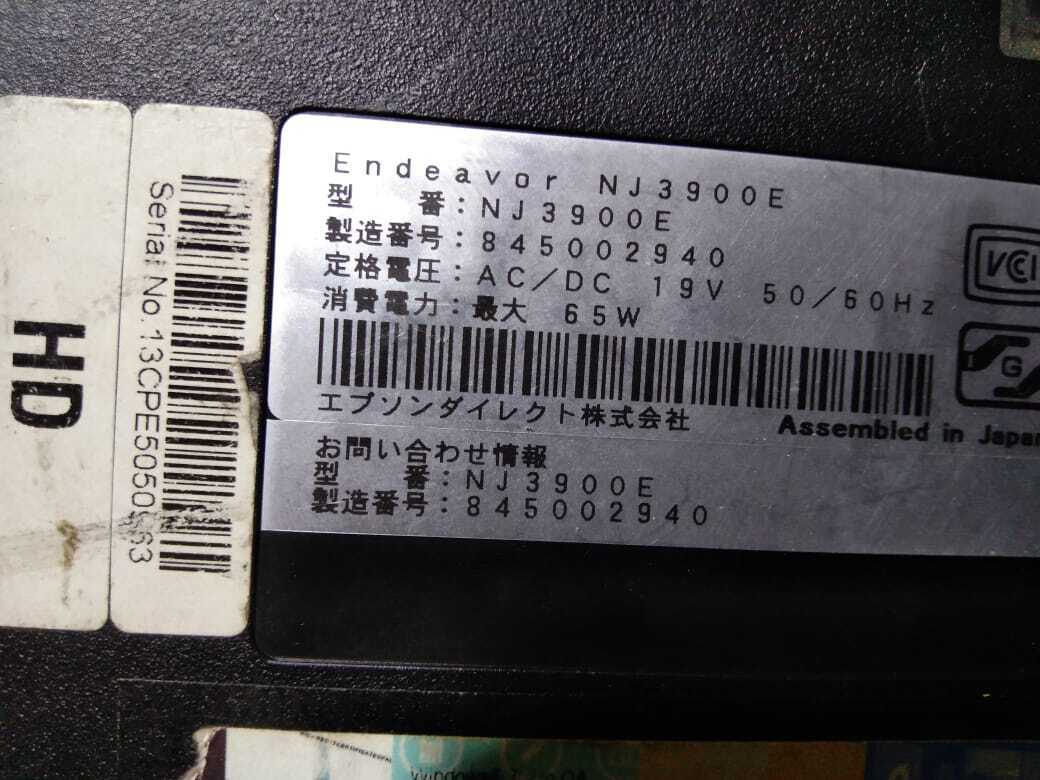 HD
Serial No.
Endeavor NJ3900E
型 番：NJ3900E
製造番号：845002940
定格電圧：AC／DC 19V 50／60Hz
消費電力：最大 65W
エプソンダイレクト株式会社
Assembled in Japan
VCCI
G
お問い合わせ情報
型 番：NJ3900E
製造番号：845002940